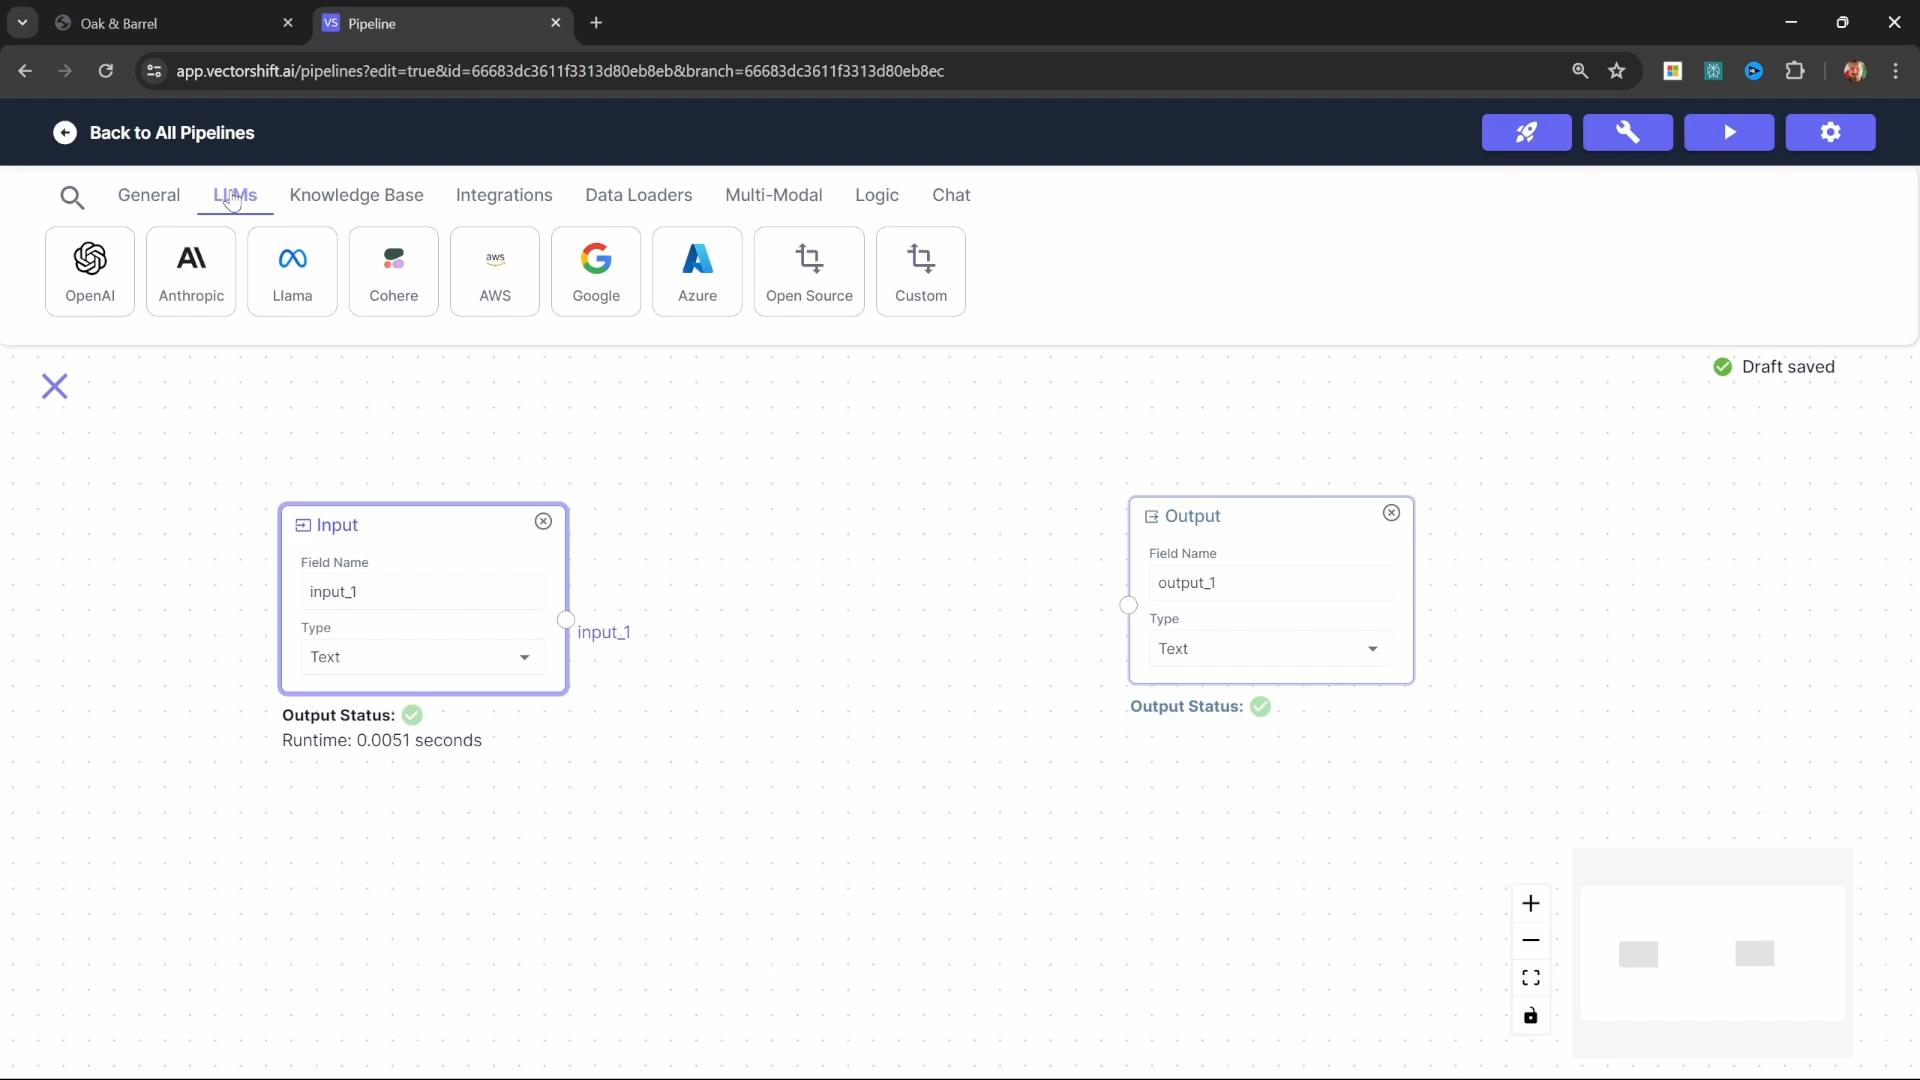 Oak & Barrel
VS Pipeline
app.vectorshift.ai/pipelines?edit=true&id=66683dc3611f3313d80eb8eb&branch=66683dc3611f3313d80eb8ec
Back to All Pipelines
General LLMs Knowledge Base Integrations Data Loaders Multi-Modal Logic Chat
OpenAI Anthropic Llama Cohere aws AWS Google Azure Open Source Custom
Draft saved
Input
Field Name
input_1
Type
Text
input_1
Output Status:
Runtime: 0.0051 seconds
Output
Field Name
output_1
Type
Text
Output Status: